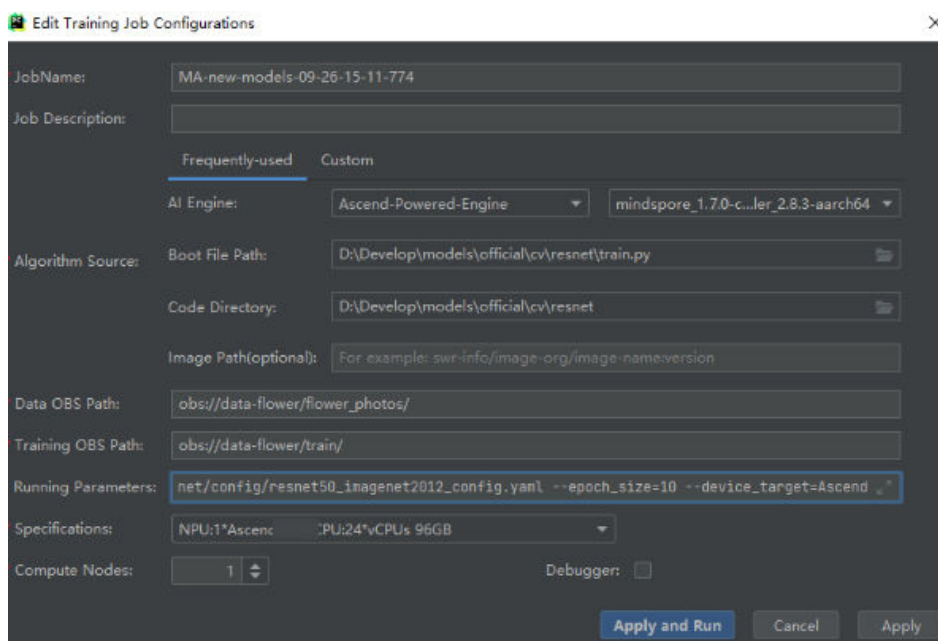 Edit Training Job Configurations
JobName: MA-new-models-09-26-15-11-774
Job Description:
Frequently-used Custom
AI Engine: Ascend-Powered-Engine mindspore_1.7.0-c...ler_2.8.3-aarch64
Algorithm Source:
Boot File Path: D:\Develop\models\official\cv\resnet\train.py
Code Directory: D:\Develop\models\official\cv\resnet
Image Path(optional): For example: swr-info/image-org/image-name:version
Data OBS Path: obs://data-flower/flower_photos/
Training OBS Path: obs://data-flower/train/
Running Parameters: net/config/resnet50_imagenet2012_config.yaml --epoch_size=10 --device_target=Ascend
Specifications: NPU:1*Ascend CPU:24*vCPUs 96GB
Compute Nodes: 1 Debugger:
Apply and Run Cancel Apply